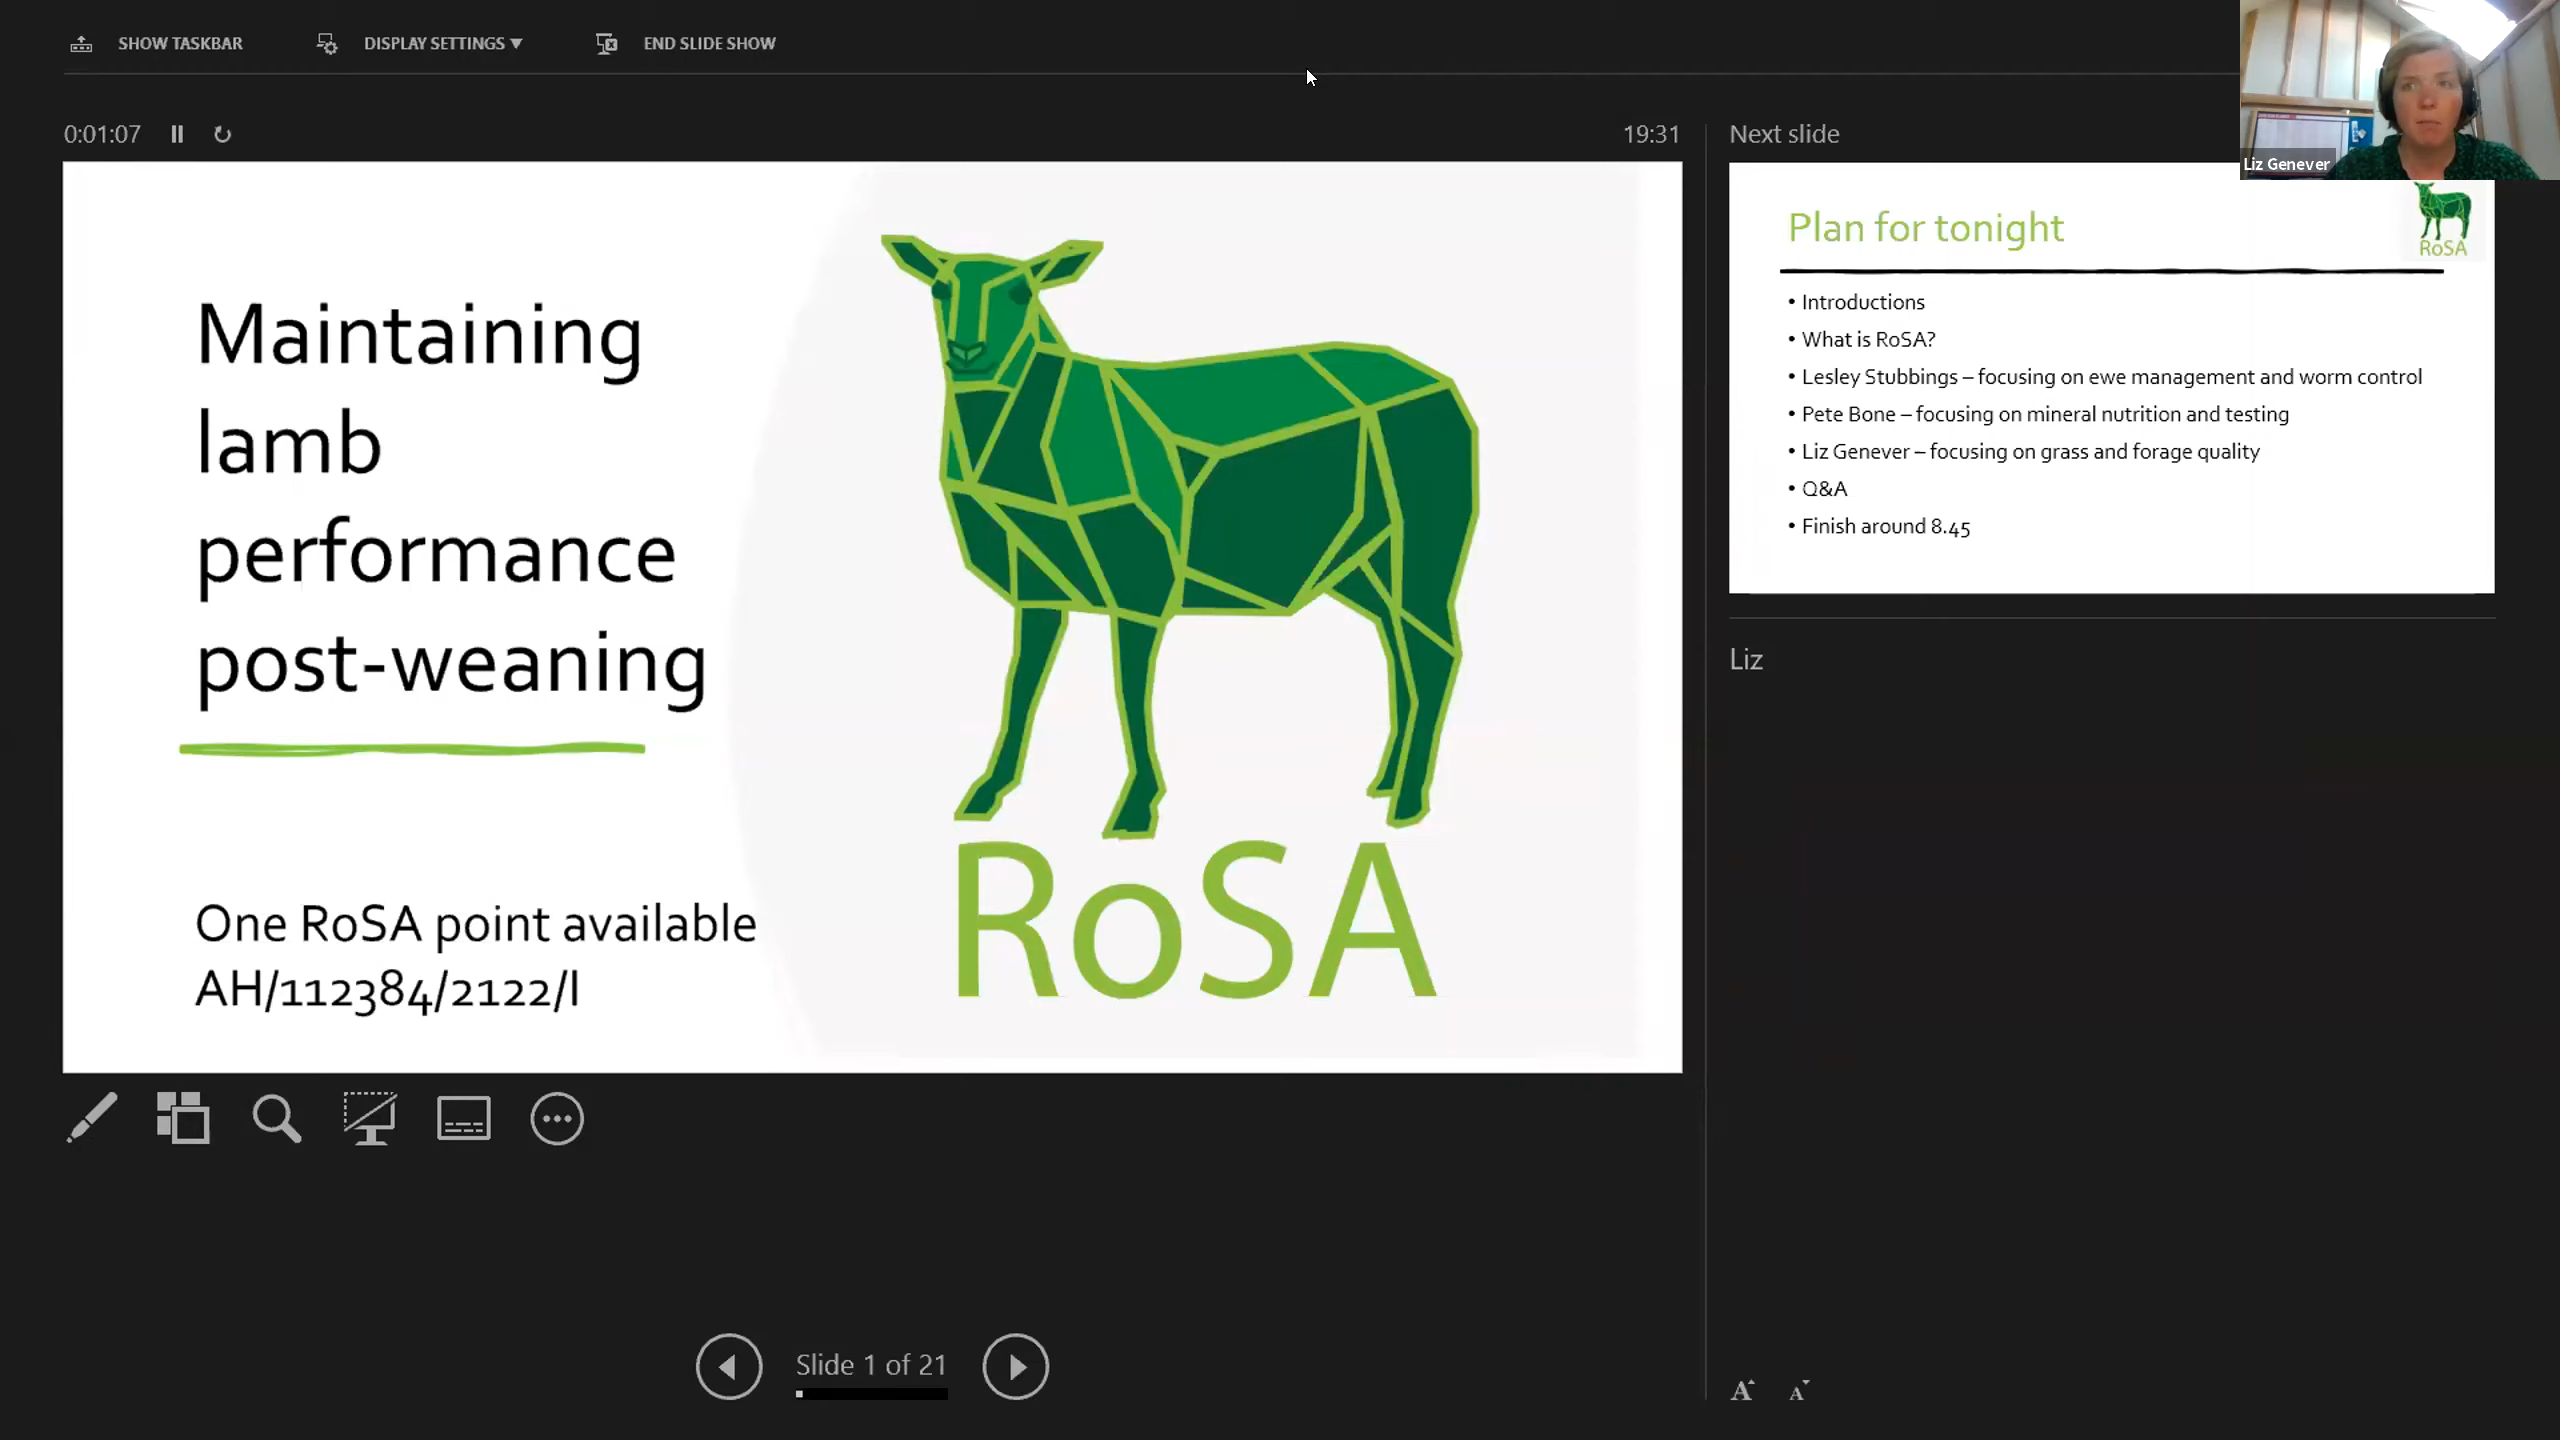 SHOW TASKBAR
DISPLAY SETTINGS ▼
END SLIDE SHOW
0:01:07
19:31
Maintaining
lamb
performance
post-weaning
One RoSA point available
AH/112384/2122/I
RoSA
Slide 1 of 21
Next slide
Liz Genever
Plan for tonight
RoSA
• Introductions
• What is RoSA?
• Lesley Stubbings – focusing on ewe management and worm control
• Pete Bone – focusing on mineral nutrition and testing
• Liz Genever – focusing on grass and forage quality
• Q&A
• Finish around 8.45
Liz
A A